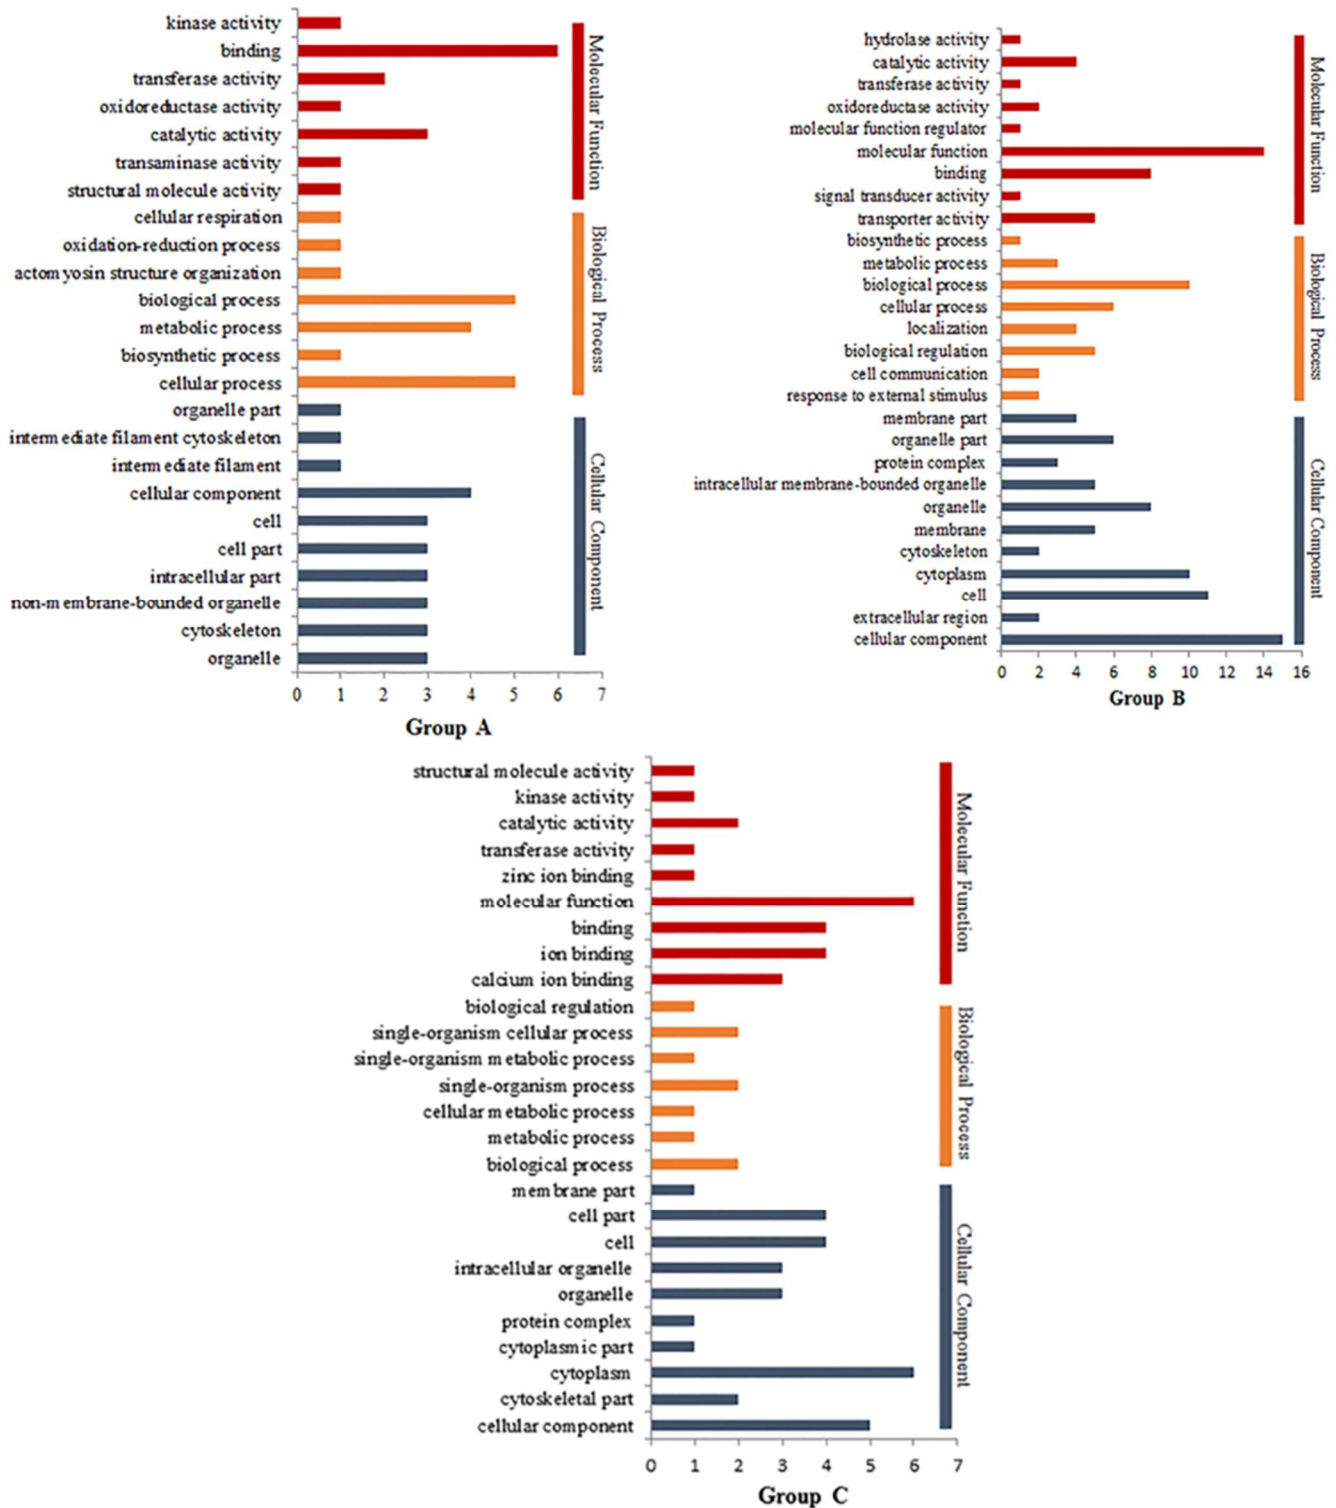 kinase activity
binding
transferase activity
oxidoreductase activity
catalytic activity
transaminase activity
structural molecule activity
cellular respiration
oxidation-reduction process
actomyosin structure organization
biological process
metabolic process
biosynthetic process
cellular process
organelle part
intermediate filament cytoskeleton
intermediate filament
cellular component
cell
cell part
intracellular part
non-membrane-bounded organelle
cytoskeleton
organelle
Molecular Function
Biological Process
Cellular Component
0 1 2 3 4 5 6 7
Group A
hydrolase activity
catalytic activity
transferase activity
oxidoreductase activity
molecular function regulator
molecular function
binding
signal transducer activity
transporter activity
biosynthetic process
metabolic process
biological process
cellular process
localization
biological regulation
cell communication
response to external stimulus
membrane part
organelle part
protein complex
intracellular membrane-bounded organelle
organelle
membrane
cytoskeleton
cytoplasm
cell
extracellular region
cellular component
Molecular Function
Biological Process
Cellular Component
0 2 4 6 8 10 12 14 16
Group B
structural molecule activity
kinase activity
catalytic activity
transferase activity
zinc ion binding
molecular function
binding
ion binding
calcium ion binding
biological regulation
single-organism cellular process
single-organism metabolic process
single-organism process
cellular metabolic process
metabolic process
biological process
membrane part
cell part
cell
intracellular organelle
organelle
protein complex
cytoplasmic part
cytoplasm
cytoskeletal part
cellular component
Molecular Function
Biological Process
Cellular Component
0 1 2 3 4 5 6 7
Group C